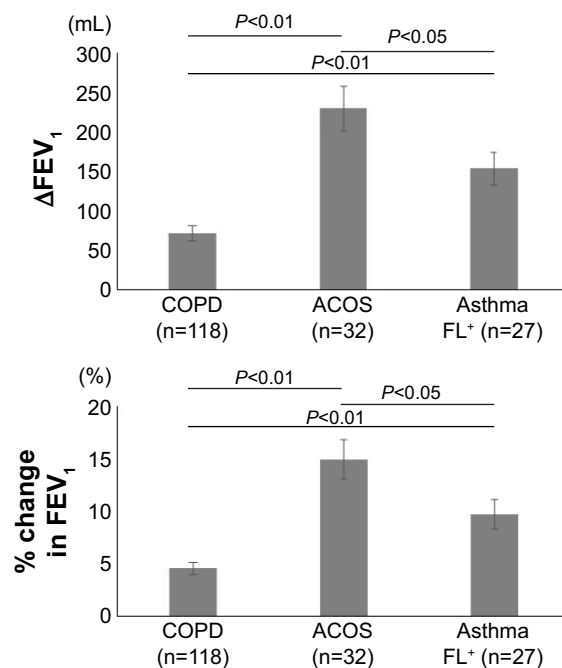 (mL)
P<0.01
P<0.05
P<0.01
300
250
200
150
100
50
0
ΔFEV₁
COPD
(n=118)
ACOS
(n=32)
Asthma
FL⁺ (n=27)
(%)
P<0.01
P<0.05
P<0.01
20
15
10
5
0
% change
in FEV₁
COPD
(n=118)
ACOS
(n=32)
Asthma
FL⁺ (n=27)